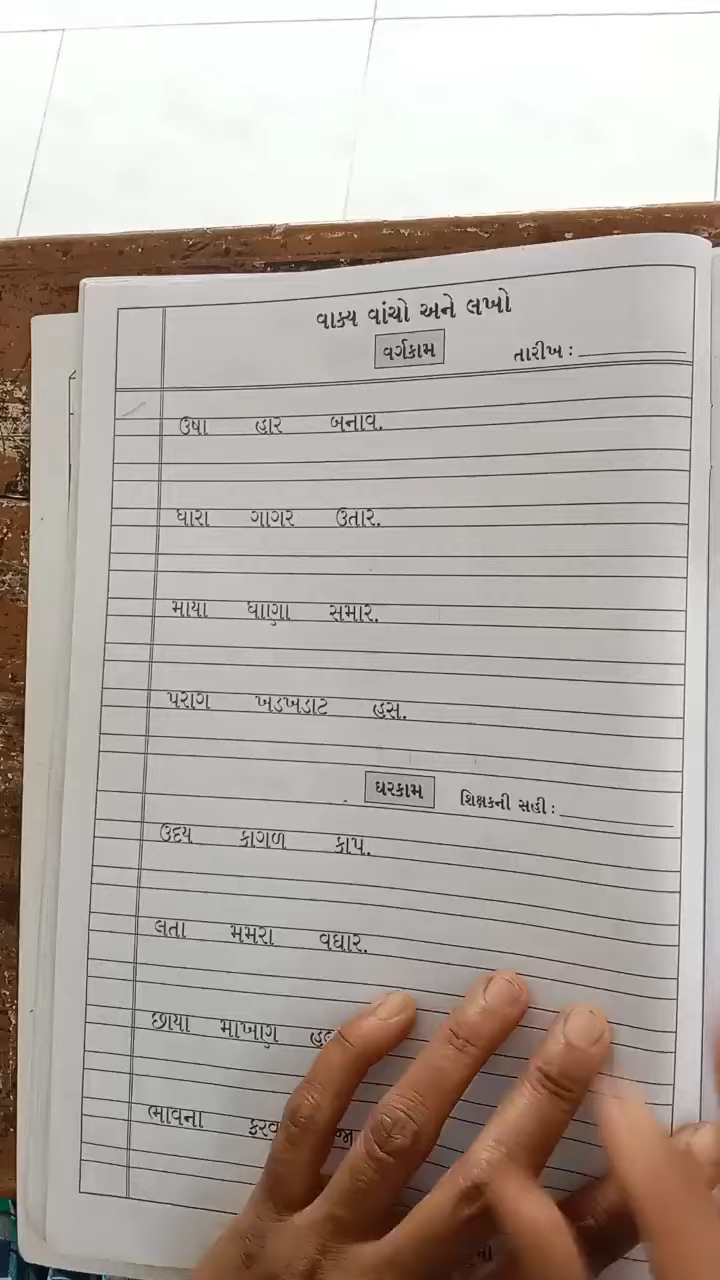 વાક્ય વાંચો અને લખો
વર્ગકામ તારીખ :
ઉષા હાર બનાવ.
ધારા ગાગર ઉતાર.
માયા ધાણા સમાર.
પરાગ ખડખડાટ હસ.
ઘરકામ શિક્ષકની સહી :
ઉદય કાગળ કાપ.
લતા મમરા વઘાર.
છાયા માખણ
ભાવના